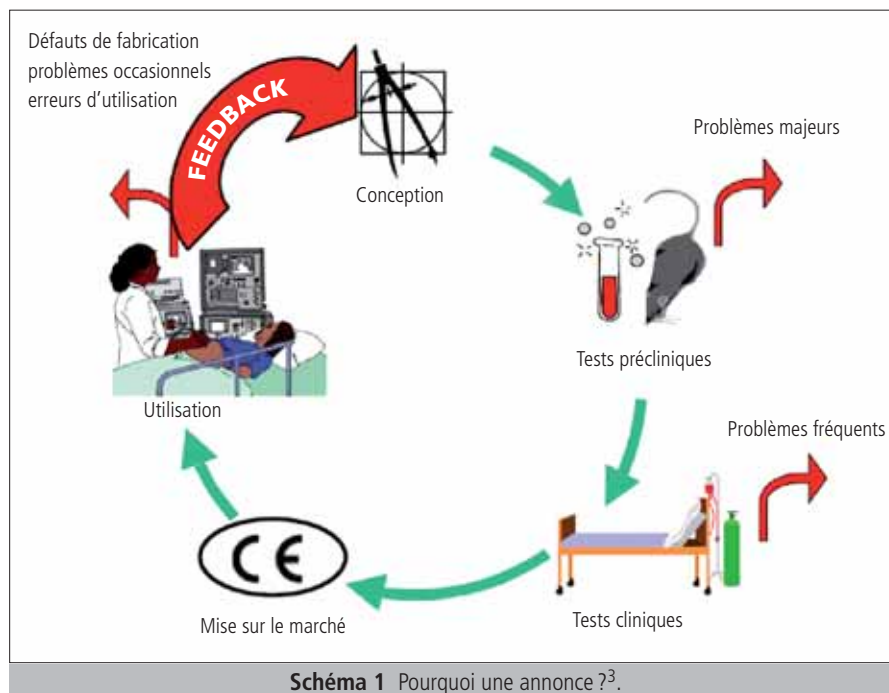 Défauts de fabrication
problèmes occasionnels
erreurs d'utilisation
FEEDBACK
Conception
Problèmes majeurs
Tests précliniques
Utilisation
Problèmes fréquents
CE
Mise sur le marché
Tests cliniques
Schéma 1 Pourquoi une annonce ?³.